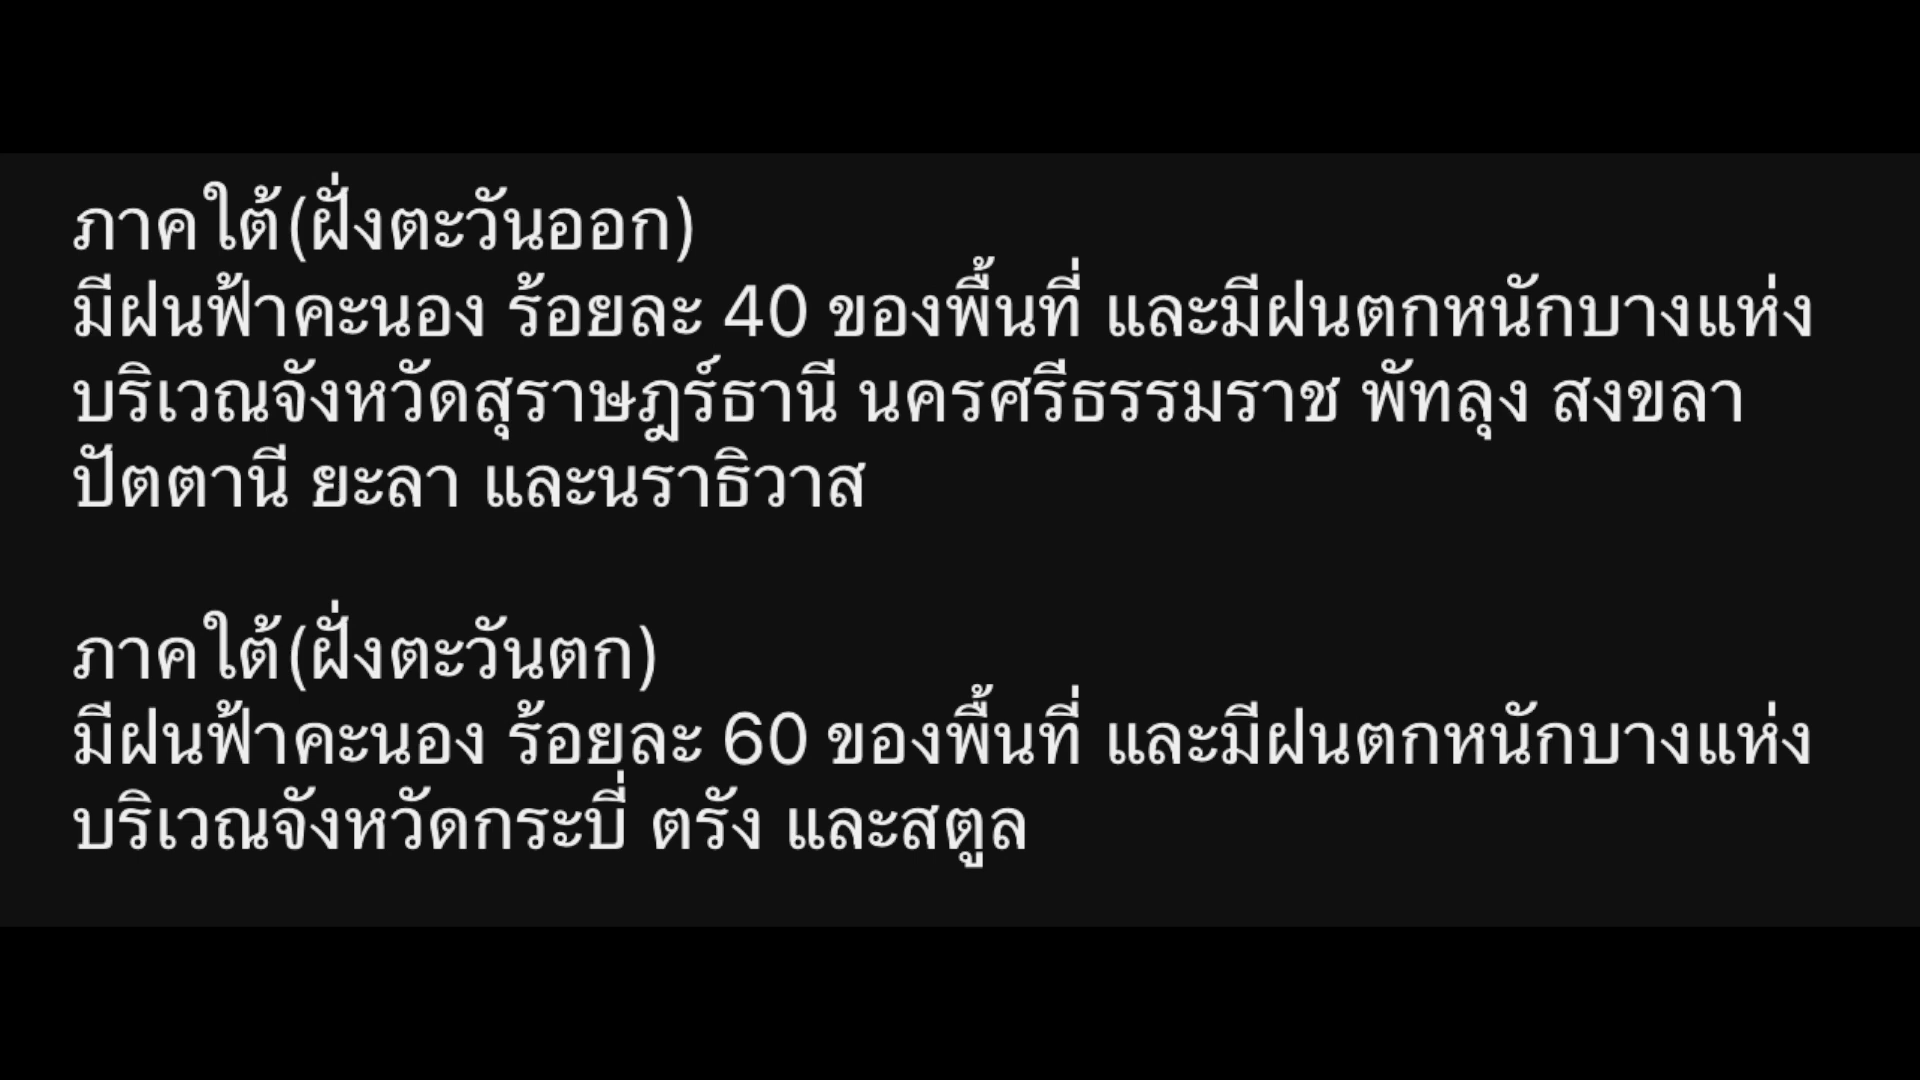 ภาคใต้(ฝั่งตะวันออก)
มีฝนฟ้าคะนอง ร้อยละ 40 ของพื้นที่ และมีฝนตกหนักบางแห่ง
บริเวณจังหวัดสุราษฎร์ธานี นครศรีธรรมราช พัทลุง สงขลา
ปัตตานี ยะลา และนราธิวาส
ภาคใต้(ฝั่งตะวันตก)
มีฝนฟ้าคะนอง ร้อยละ 60 ของพื้นที่ และมีฝนตกหนักบางแห่ง
บริเวณจังหวัดกระบี่ ตรัง และสตูล